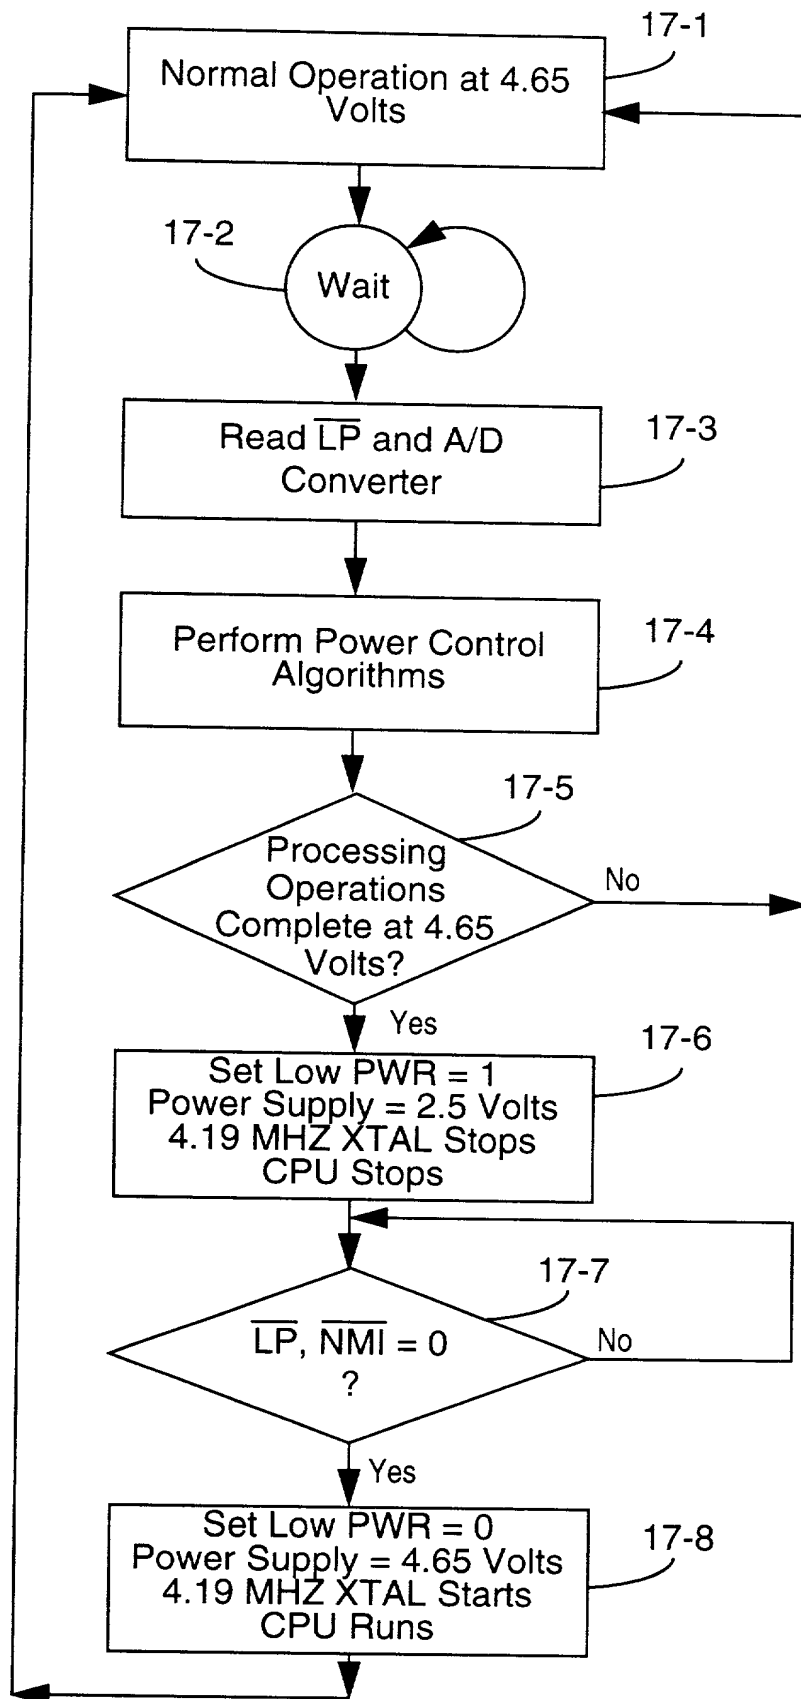 17-1
Normal Operation at 4.65
Volts
17-2
Wait
Read L̅P̅ and A/D
Converter
17-3
Perform Power Control
Algorithms
17-4
17-5
Processing
Operations
Complete at 4.65
Volts?
No
Yes
17-6
Set Low PWR = 1
Power Supply = 2.5 Volts
4.19 MHZ XTAL Stops
CPU Stops
17-7
L̅P̅, N̅M̅I̅ = 0
?
No
Yes
Set Low PWR = 0
Power Supply = 4.65 Volts
4.19 MHZ XTAL Starts
CPU Runs
17-8